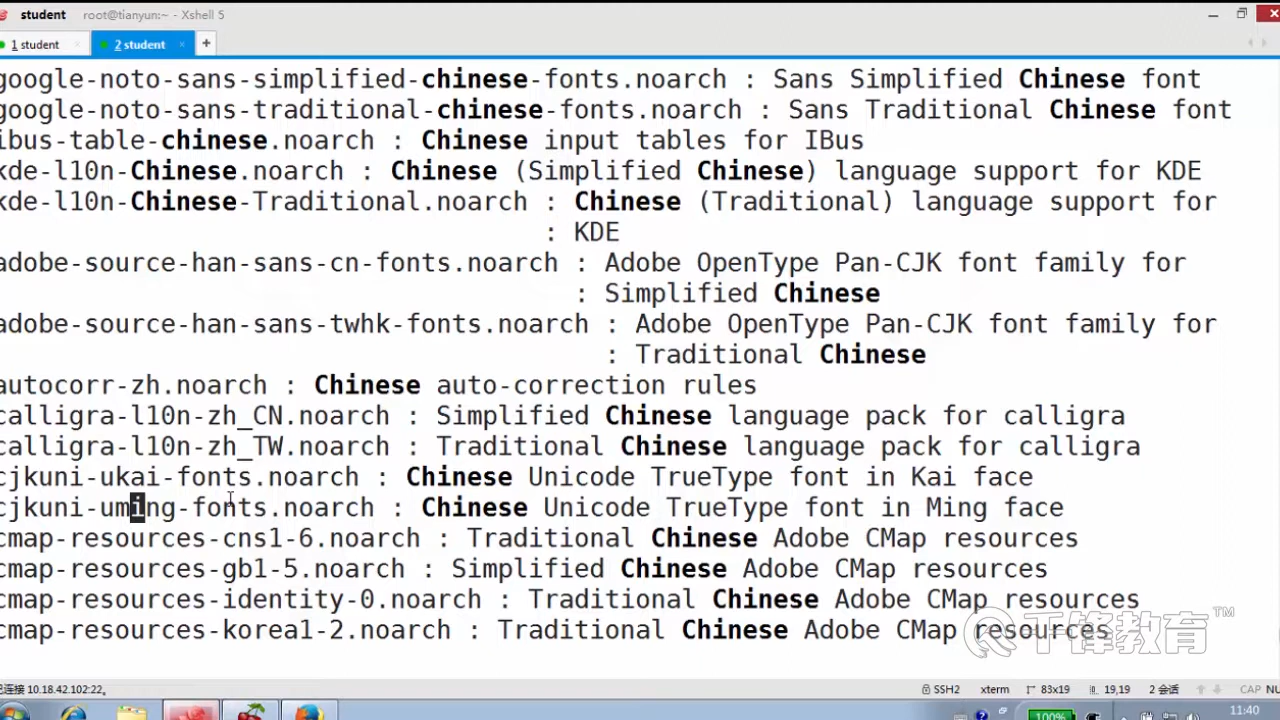 student root@tianyun:~ - Xshell 5
1 student × 2 student × +
google-noto-sans-simplified-chinese-fonts.noarch : Sans Simplified Chinese font
google-noto-sans-traditional-chinese-fonts.noarch : Sans Traditional Chinese font
ibus-table-chinese.noarch : Chinese input tables for IBus
kde-l10n-Chinese.noarch : Chinese (Simplified Chinese) language support for KDE
kde-l10n-Chinese-Traditional.noarch : Chinese (Traditional) language support for
: KDE
adobe-source-han-sans-cn-fonts.noarch : Adobe OpenType Pan-CJK font family for
: Simplified Chinese
adobe-source-han-sans-twhk-fonts.noarch : Adobe OpenType Pan-CJK font family for
: Traditional Chinese
autocorr-zh.noarch : Chinese auto-correction rules
calligra-l10n-zh_CN.noarch : Simplified Chinese language pack for calligra
calligra-l10n-zh_TW.noarch : Traditional Chinese language pack for calligra
cjkuni-ukai-fonts.noarch : Chinese Unicode TrueType font in Kai face
cjkuni-uming-fonts.noarch : Chinese Unicode TrueType font in Ming face
cmap-resources-cns1-6.noarch : Traditional Chinese Adobe CMap resources
cmap-resources-gb1-5.noarch : Simplified Chinese Adobe CMap resources
cmap-resources-identity-0.noarch : Traditional Chinese Adobe CMap resources
cmap-resources-korea1-2.noarch : Traditional Chinese Adobe CMap resources
千锋教育 TM
已连接 10.18.42.102:22。 SSH2 xterm 83x19 19,19 2 会话 CAP NU
100% 11:40